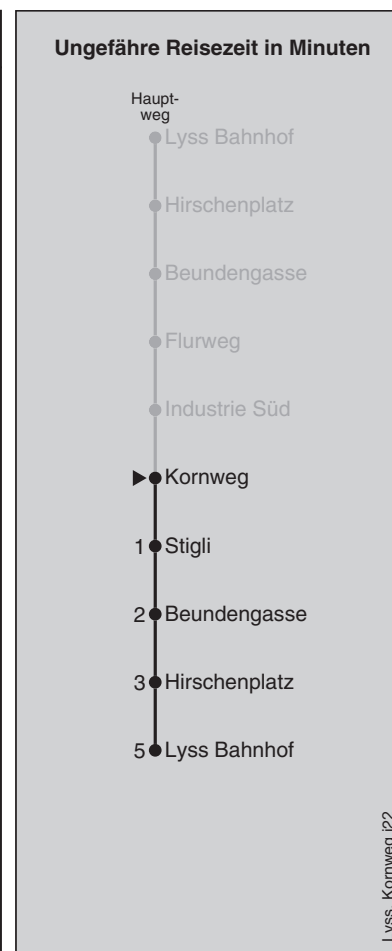 Ungefähre Reisezeit in Minuten
Haupt-
weg
Lyss Bahnhof
Hirschenplatz
Beundengasse
Flurweg
Industrie Süd
Kornweg
1 Stigli
2 Beundengasse
3 Hirschenplatz
5 Lyss Bahnhof
Lyss, Kornweg j22